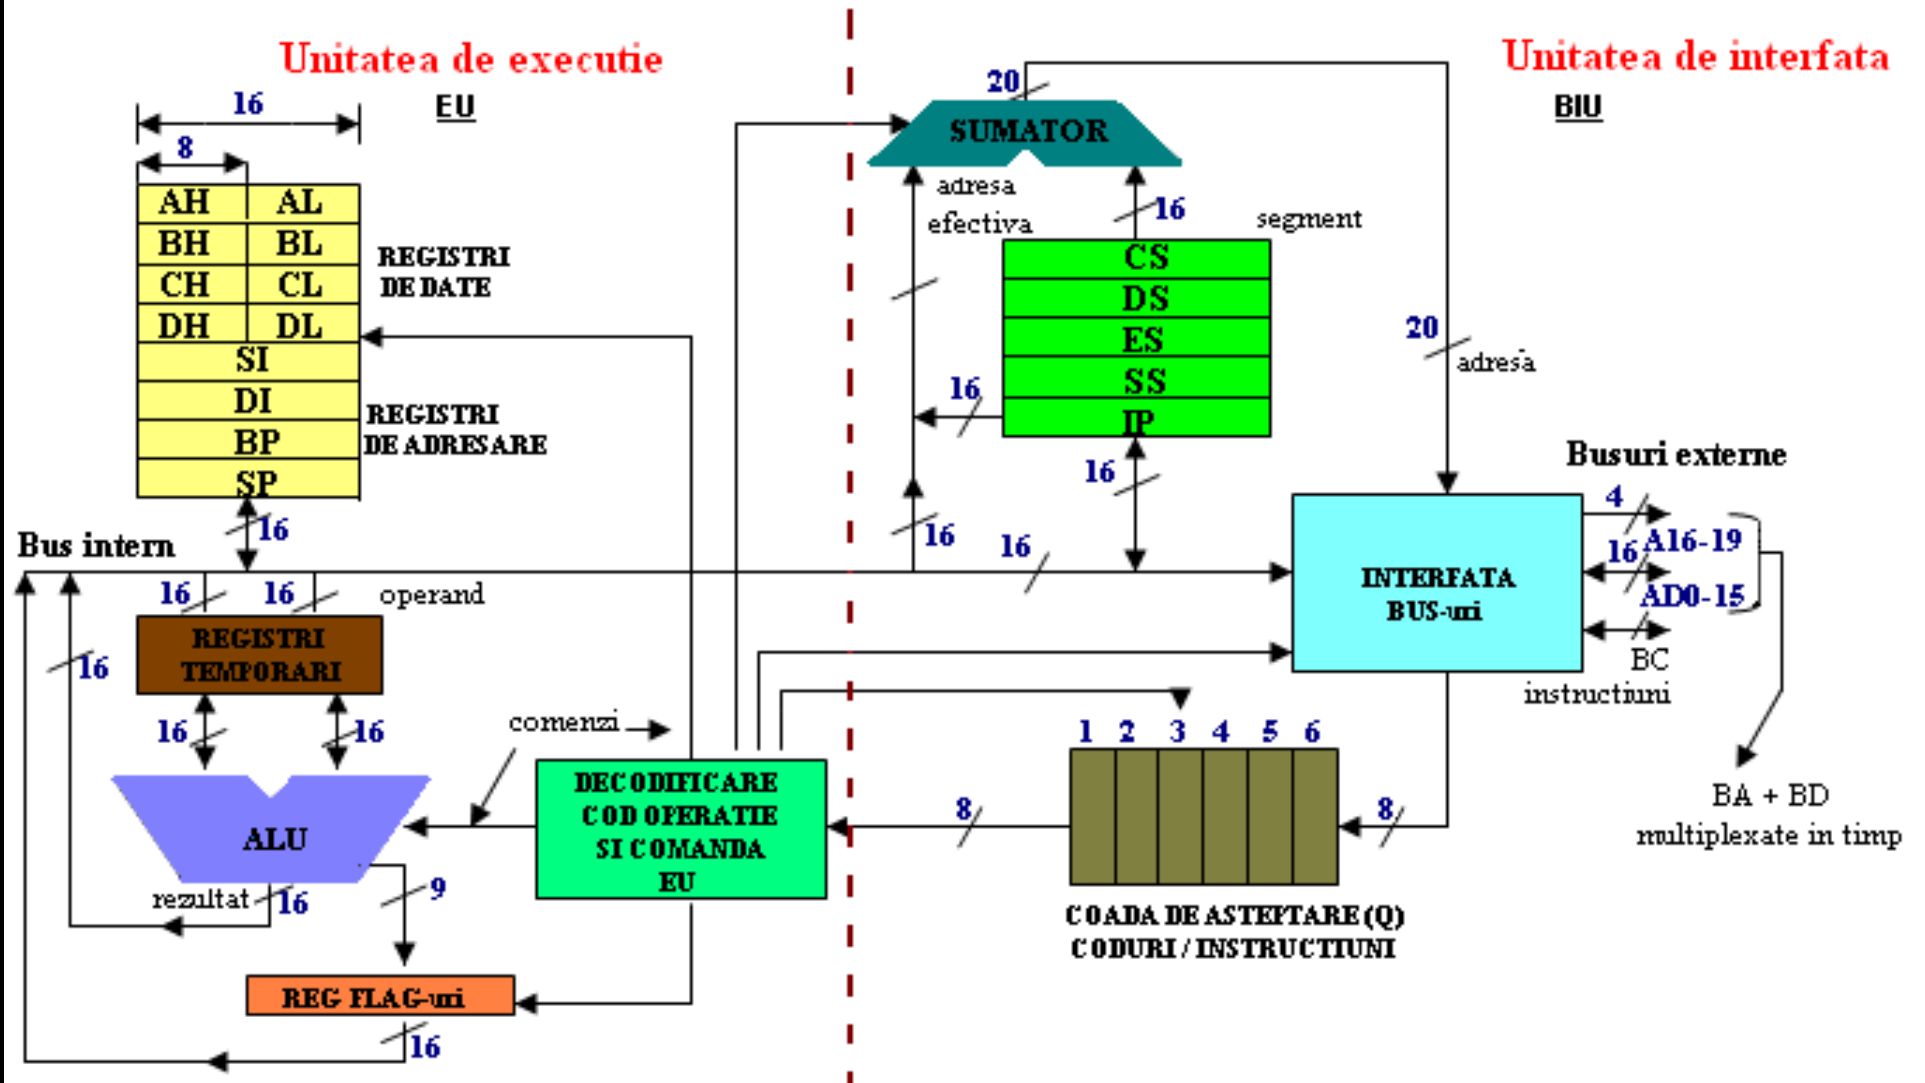 Unitatea de executie
EU
16
8
AH AL
BH BL
CH CL
DH DL
SI
DI
BP
SP
REGISTRI
DE DATE
REGISTRI
DE ADRESARE
16
Bus intern
16 16 operand
REGISTRI
TEMPORARI
16
16 16
ALU
rezultat 16
9
REG FLAG-uri
16
comenzi
DECODIFICARE
COD OPERATIE
SI COMANDA
EU
Unitatea de interfata
BIU
20
SUMATOR
adresa
efectiva
16
segment
CS
DS
ES
SS
IP
16
16
16
16
20
adresa
Busuri externe
4
A16-19
16
AD0-15
BC
instructiuni
INTERFATA
BUS-uri
1 2 3 4 5 6
8
8
COADA DE ASTEPTARE (Q)
CODURI / INSTRUCTIUNI
BA + BD
multiplexate in timp